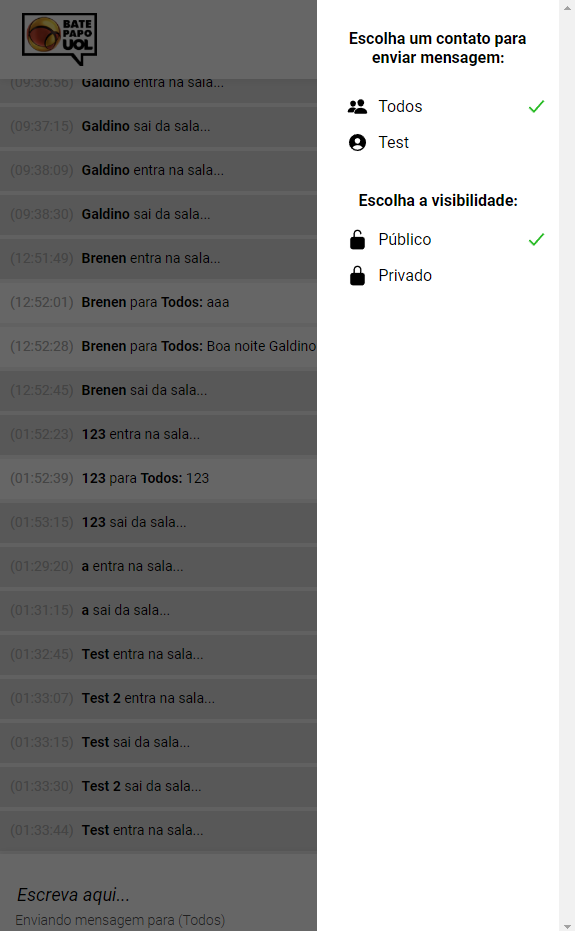 BATE
PAPO
UOL
(09:36:56) Galdino entra na sala...
(09:37:15) Galdino sai da sala...
(09:38:09) Galdino entra na sala...
(09:38:30) Galdino sai da sala...
(12:51:49) Brenen entra na sala...
(12:52:01) Brenen para Todos: aaa
(12:52:28) Brenen para Todos: Boa noite Galdino
(12:52:45) Brenen sai da sala...
(01:52:23) 123 entra na sala...
(01:52:39) 123 para Todos: 123
(01:53:15) 123 sai da sala...
(01:29:20) a entra na sala...
(01:31:15) a sai da sala...
(01:32:45) Test entra na sala...
(01:33:07) Test 2 entra na sala...
(01:33:15) Test sai da sala...
(01:33:30) Test 2 sai da sala...
(01:33:44) Test entra na sala...
Escreva aqui...
Enviando mensagem para (Todos)
Escolha um contato para
enviar mensagem:
Todos
Test
Escolha a visibilidade:
Público
Privado